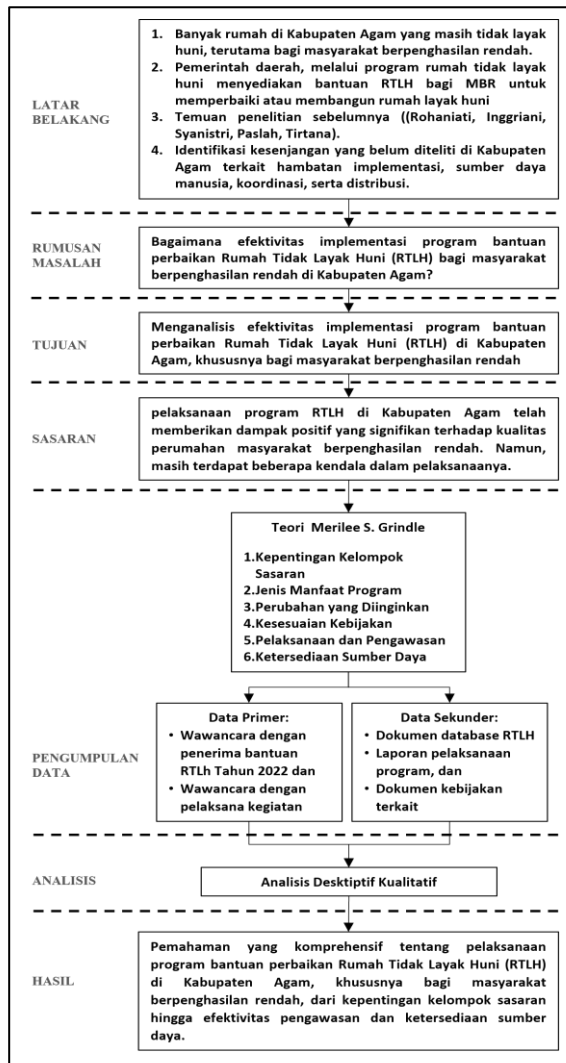 1. Banyak rumah di Kabupaten Agam yang masih tidak layak
huni, terutama bagi masyarakat berpenghasilan rendah.
2. Pemerintah daerah, melalui program rumah tidak layak
huni menyediakan bantuan RTLH bagi MBR untuk
memperbaiki atau membangun rumah layak huni
3. Temuan penelitian sebelumnya ((Rohaniati, Inggriani,
Syanistri, Paslah, Tirtana).
4. Identifikasi kesenjangan yang belum diteliti di Kabupaten
Agam terkait hambatan implementasi, sumber daya
manusia, koordinasi, serta distribusi.
LATAR
BELAKANG
RUMUSAN
MASALAH
Bagaimana efektivitas implementasi program bantuan
perbaikan Rumah Tidak Layak Huni (RTLH) bagi masyarakat
berpenghasilan rendah di Kabupaten Agam?
TUJUAN
Menganalisis efektivitas implementasi program bantuan
perbaikan Rumah Tidak Layak Huni (RTLH) di Kabupaten
Agam, khususnya bagi masyarakat berpenghasilan rendah
SASARAN
pelaksanaan program RTLH di Kabupaten Agam telah
memberikan dampak positif yang signifikan terhadap kualitas
perumahan masyarakat berpenghasilan rendah. Namun,
masih terdapat beberapa kendala dalam pelaksanaanya.
Teori Merilee S. Grindle
1.Kepentingan Kelompok
Sasaran
2.Jenis Manfaat Program
3.Perubahan yang Diinginkan
4.Kesesuaian Kebijakan
5.Pelaksanaan dan Pengawasan
6.Ketersediaan Sumber Daya
PENGUMPULAN
DATA
Data Primer:
• Wawancara dengan
penerima bantuan
RTLh Tahun 2022 dan
• Wawancara dengan
pelaksana kegiatan
Data Sekunder:
• Dokumen database RTLH
• Laporan pelaksanaan
program, dan
• Dokumen kebijakan
terkait
ANALISIS
Analisis Desktiptif Kualitatif
HASIL
Pemahaman yang komprehensif tentang pelaksanaan
program bantuan perbaikan Rumah Tidak Layak Huni (RTLH)
di Kabupaten Agam, khususnya bagi masyarakat
berpenghasilan rendah, dari kepentingan kelompok sasaran
hingga efektivitas pengawasan dan ketersediaan sumber
daya.